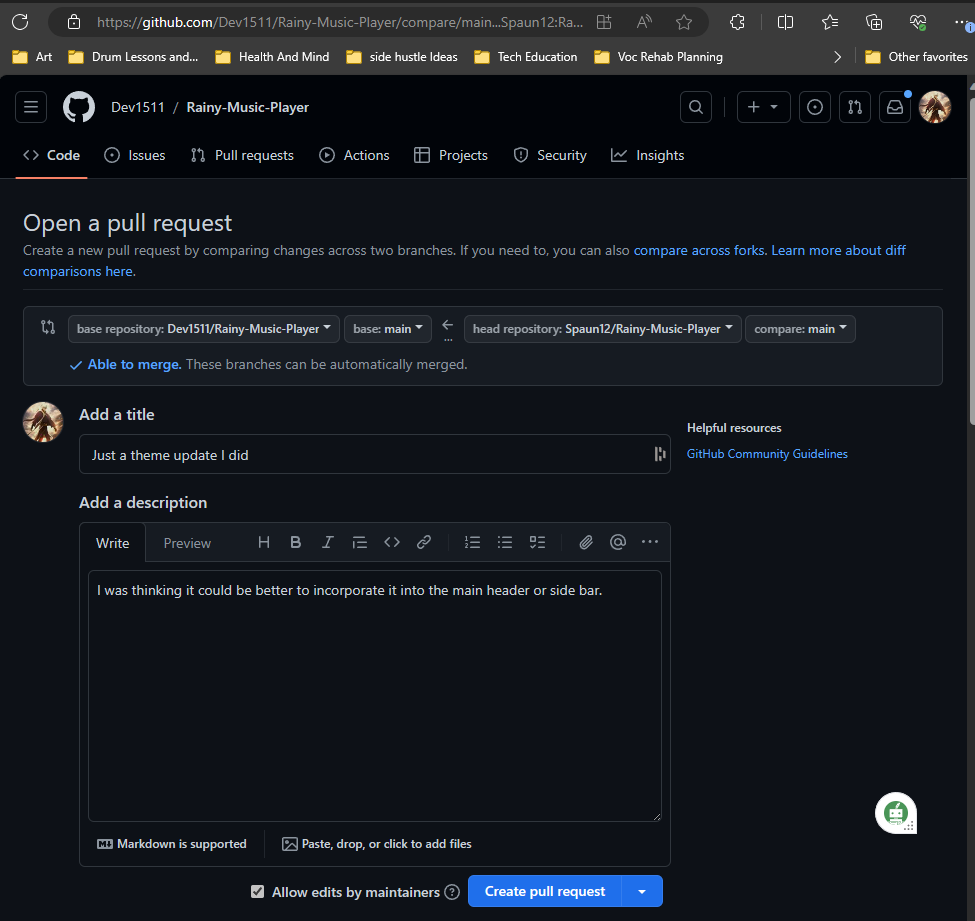 https://github.com/Dev1511/Rainy-Music-Player/compare/main...Spaun12:Ra...
Art Drum Lessons and... Health And Mind side hustle Ideas Tech Education Voc Rehab Planning Other favorites
Dev1511 / Rainy-Music-Player
Code Issues Pull requests Actions Projects Security Insights
Open a pull request
Create a new pull request by comparing changes across two branches. If you need to, you can also compare across forks. Learn more about diff
comparisons here.
base repository: Dev1511/Rainy-Music-Player base: main head repository: Spaun12/Rainy-Music-Player compare: main
Able to merge. These branches can be automatically merged.
Add a title
Just a theme update I did
Helpful resources
GitHub Community Guidelines
Add a description
Write Preview
I was thinking it could be better to incorporate it into the main header or side bar.
Markdown is supported Paste, drop, or click to add files
Allow edits by maintainers Create pull request